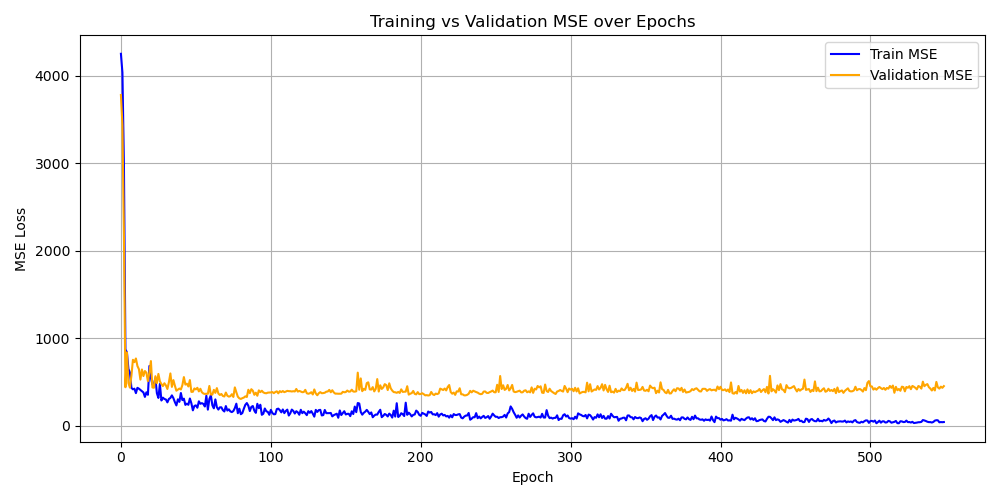 Training vs Validation MSE over Epochs
Train MSE
Validation MSE
MSE Loss
4000
3000
2000
1000
0
0 100 200 300 400 500
Epoch